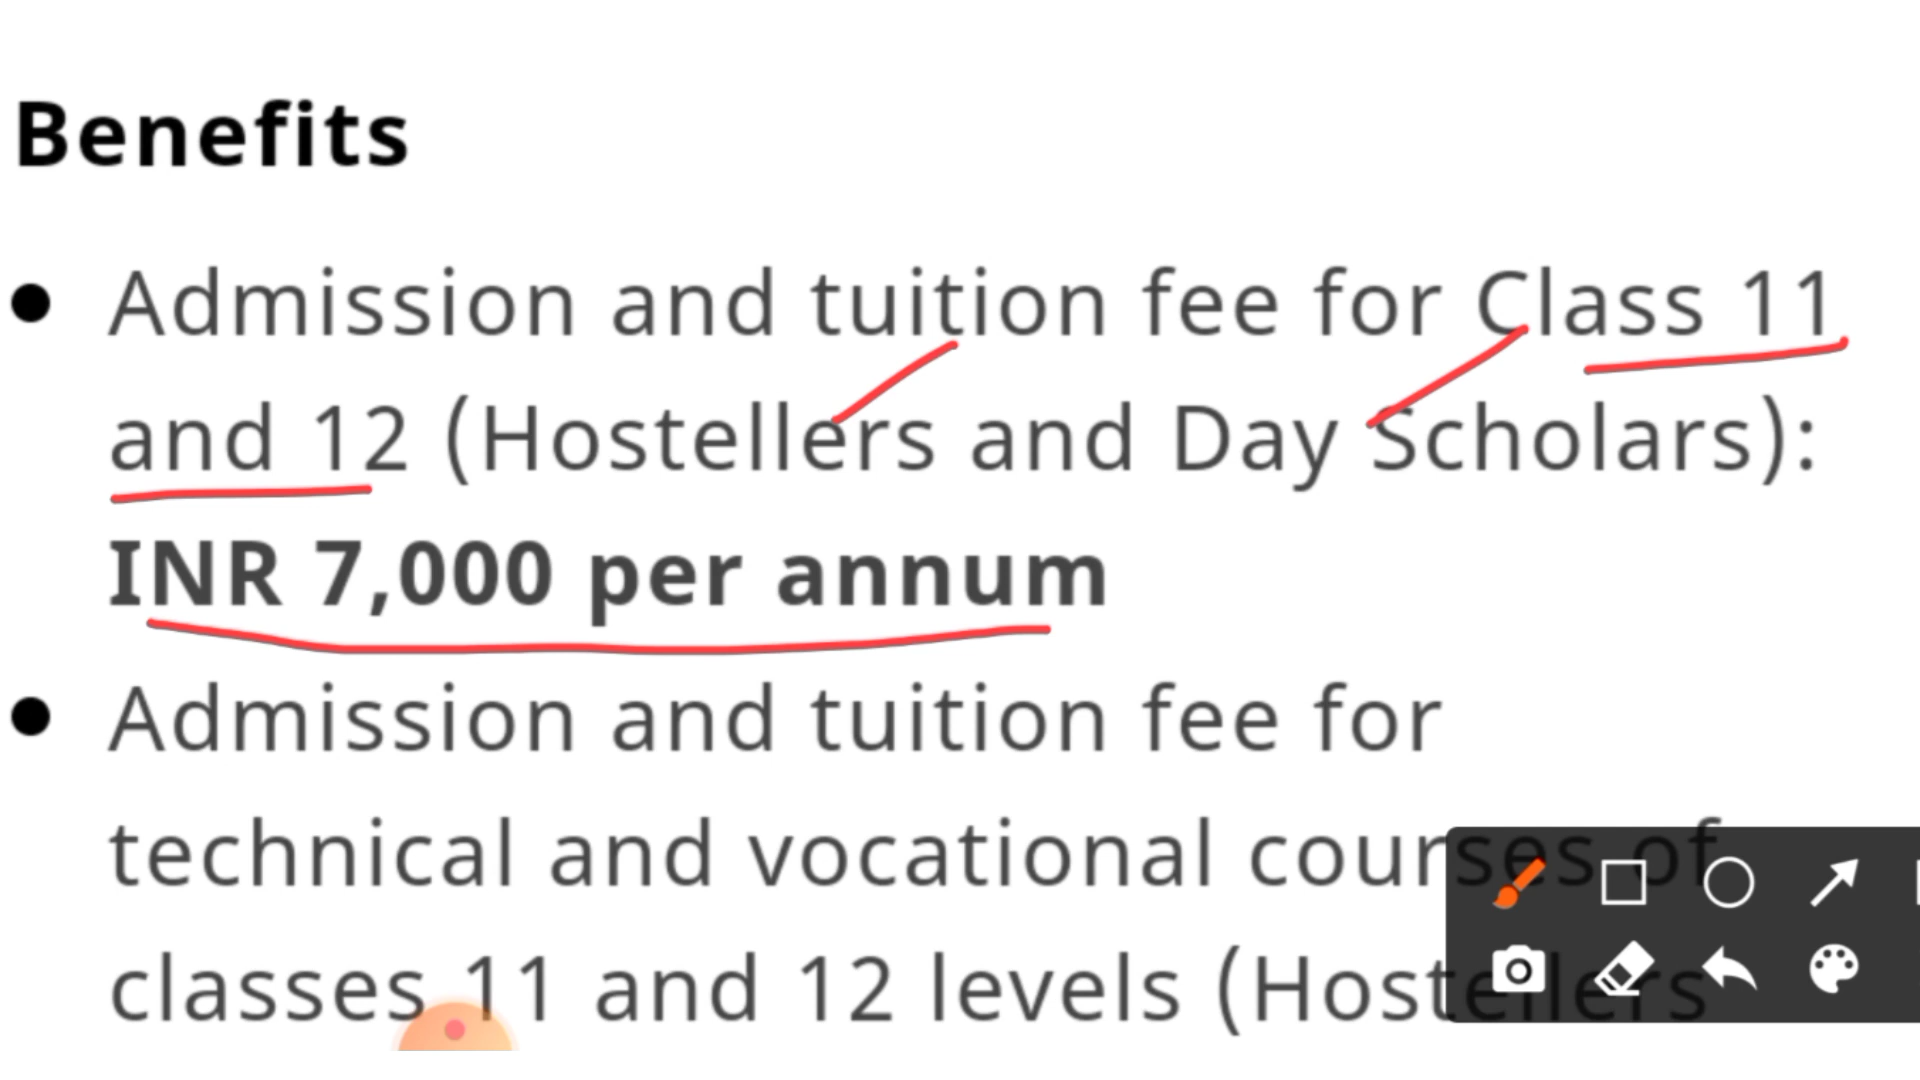 Benefits
Admission and tuition fee for Class 11
and 12 (Hostellers and Day Scholars):
INR 7,000 per annum
Admission and tuition fee for
technical and vocational courses of
classes 11 and 12 levels (Hostellers